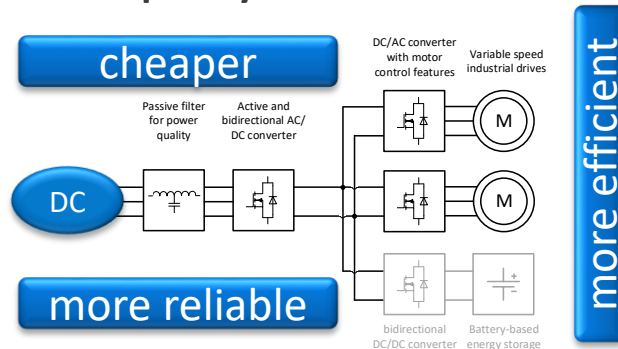 cheaper
DC/AC converter
with motor
control features
Variable speed
industrial drives
Passive filter
for power
quality
Active and
bidirectional AC/
DC converter
M
DC
M
more reliable
bidirectional
DC/DC converter
Battery-based
energy storage
more efficient